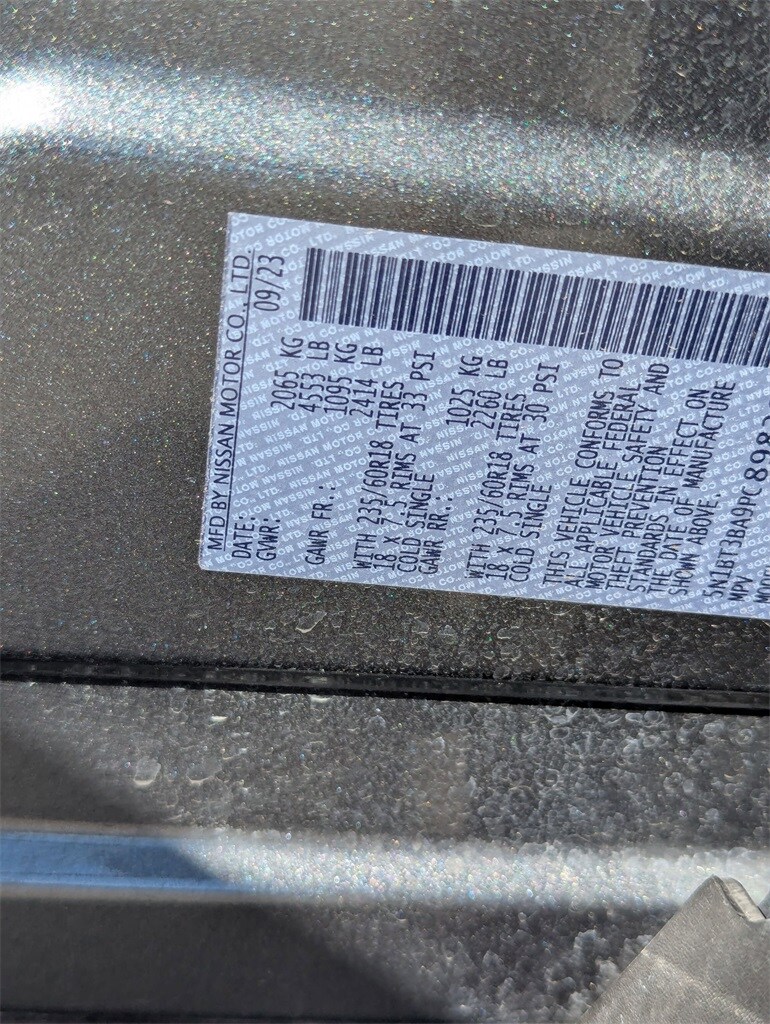 MFD BY NISSAN MOTOR CO., LTD.
DATE: 09/23
GVWR: 2065 KG
4553 LB
GAWR FR.: 1095 KG
2414 LB
WITH 235/60R18 TIRES
18 X 7.5 RIMS AT 33 PSI
COLD SINGLE
GAWR RR.: 1025 KG
2260 LB
WITH 235/60R18 TIRES
18 X 7.5 RIMS AT 30 PSI
COLD SINGLE
THIS VEHICLE CONFORMS TO
ALL APPLICABLE FEDERAL
MOTOR VEHICLE SAFETY AND
THEFT PREVENTION
STANDARDS IN EFFECT ON
THE DATE OF MANUFACTURE
SHOWN ABOVE.
5N1BT3BA9PC898
MPV